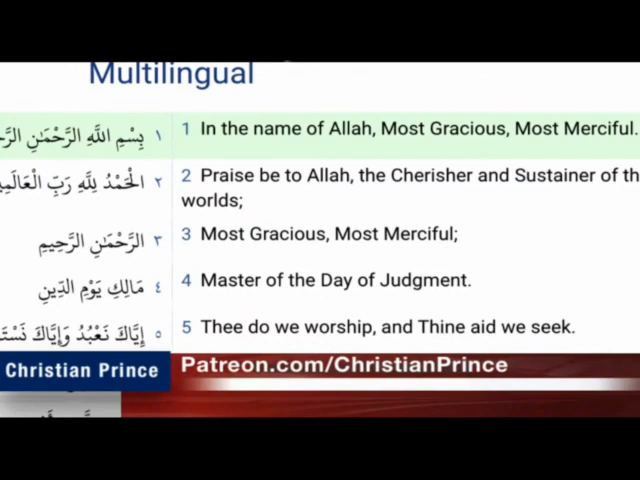 Multilingual
١ بِسْمِ اللَّهِ الرَّحْمَٰنِ
1 In the name of Allah, Most Gracious, Most Merciful.
٢ الْحَمْدُ لِلَّهِ رَبِّ
2 Praise be to Allah, the Cherisher and Sustainer of
worlds;
٣ الرَّحْمَٰنِ الرَّحِيمِ
3 Most Gracious, Most Merciful;
٤ مَالِكِ يَوْمِ الدِّينِ
4 Master of the Day of Judgment.
٥ إِيَّاكَ نَعْبُدُ وَإِيَّاكَ
5 Thee do we worship, and Thine aid we seek.
Christian Prince
Patreon.com/ChristianPrince